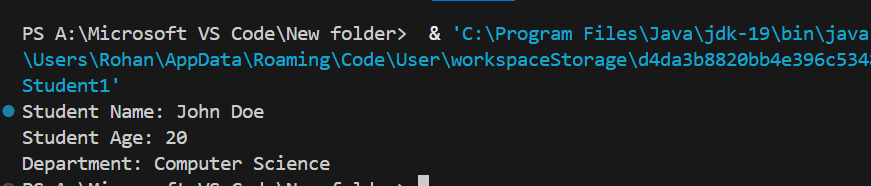 PS A:\Microsoft VS Code\New folder>  & 'C:\Program Files\Java\jdk-19\bin\java
\Users\Rohan\AppData\Roaming\Code\User\workspaceStorage\d4da3b8820bb4e396c534
Student1'
Student Name: John Doe
Student Age: 20
Department: Computer Science
PS A:\Microsoft VS Code\New folder>